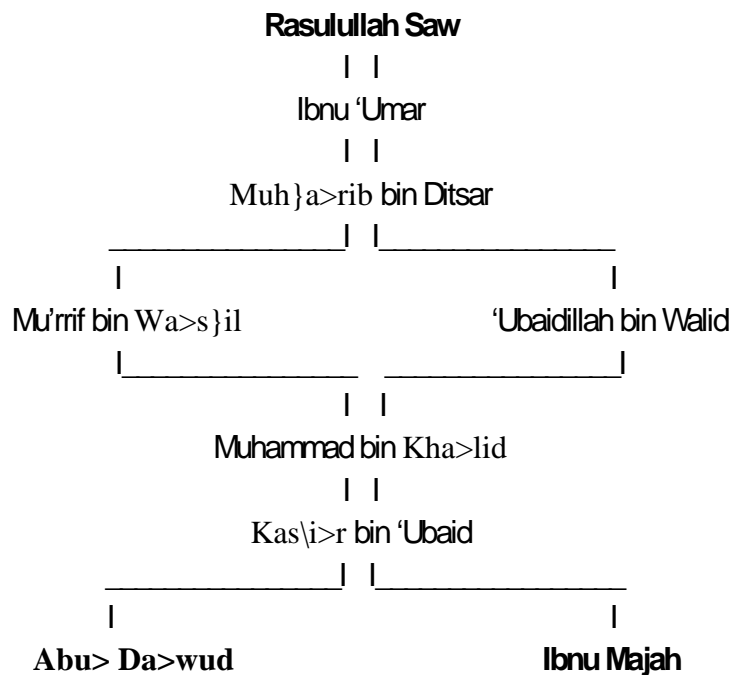 Rasulullah Saw
Ibnu ‘Umar
Muh}a>rib bin Ditsar
Mu’rrif bin Wa>s}il ‘Ubaidillah bin Walid
Muhammad bin Kha>lid
Kas\i>r bin ‘Ubaid
Abu> Da>wud Ibnu Majah